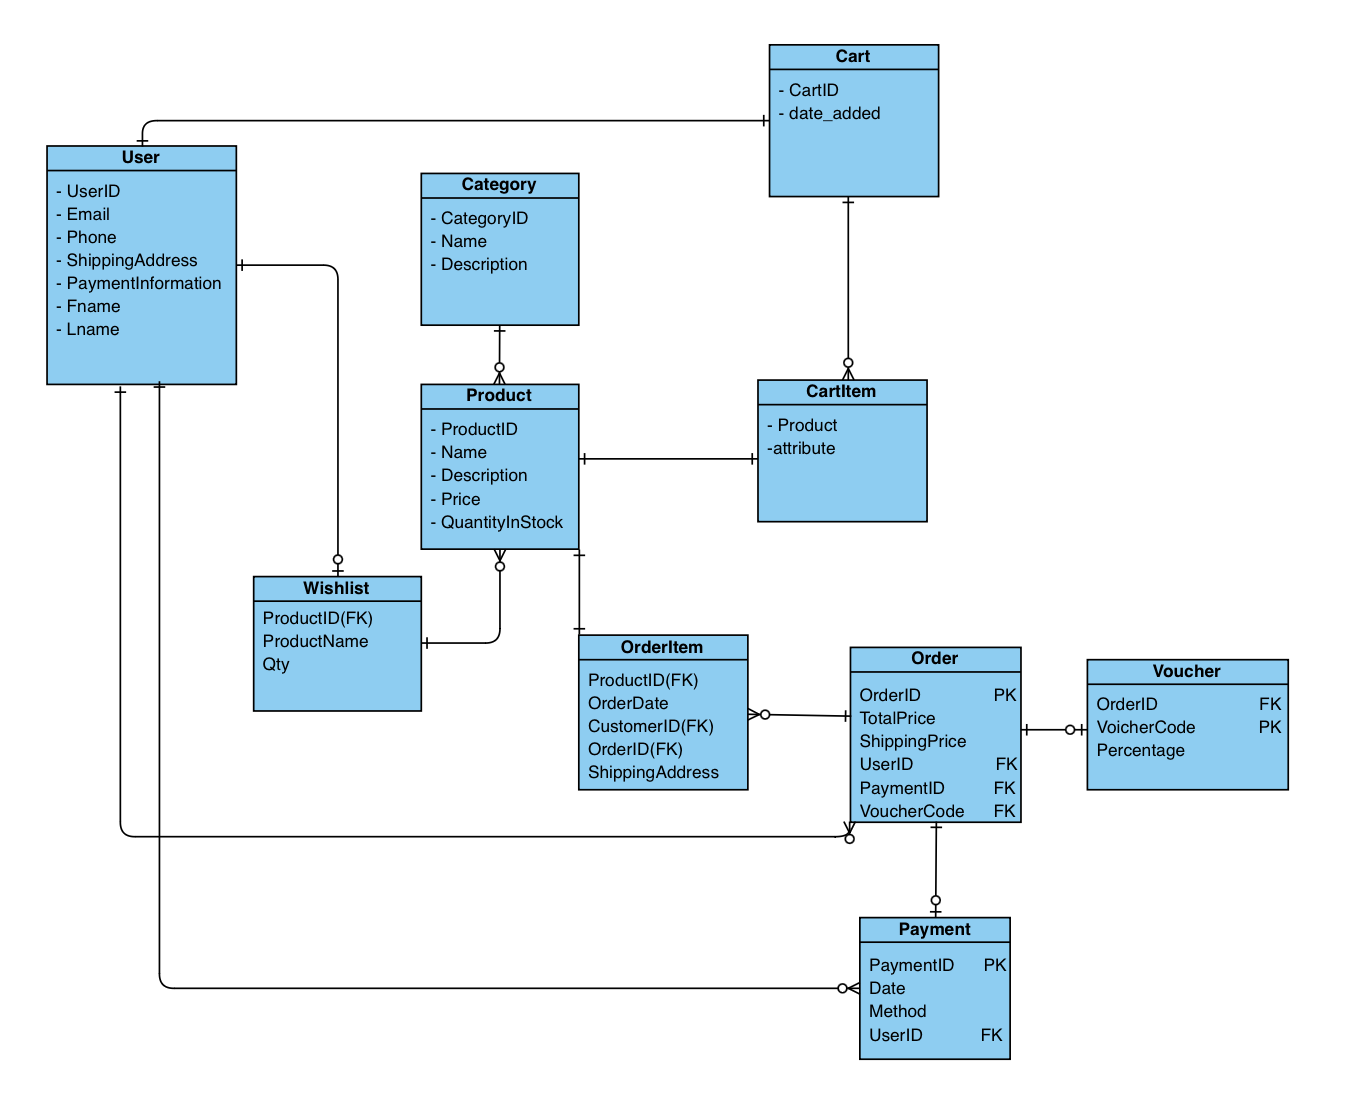 Cart
- CartID
- date_added
User
- UserID
- Email
- Phone
- ShippingAddress
- PaymentInformation
- Fname
- Lname
Category
- CategoryID
- Name
- Description
Product
- ProductID
- Name
- Description
- Price
- QuantityInStock
CartItem
- Product
-attribute
Wishlist
ProductID(FK)
ProductName
Qty
OrderItem
ProductID(FK)
OrderDate
CustomerID(FK)
OrderID(FK)
ShippingAddress
Order
OrderID PK
TotalPrice
ShippingPrice
UserID FK
PaymentID FK
VoucherCode FK
Voucher
OrderID FK
VoicherCode PK
Percentage
Payment
PaymentID PK
Date
Method
UserID FK